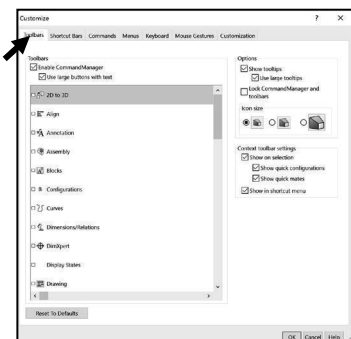 Customize ? X
Toolbars Shortcut Bars Commands Menus Keyboard Mouse Gestures Customization
Toolbars
Enable CommandManager
Use large buttons with text
2D to 3D
Align
Annotation
Assembly
Blocks
Configurations
Curves
Dimensions/Relations
DimXpert
Display States
Drawing
Reset To Defaults
Options
Show tooltips
Use large tooltips
Lock CommandManager and
toolbars
Icon size
Context toolbar settings
Show on selection
Show quick configurations
Show quick mates
Show in shortcut menu
OK Cancel Help